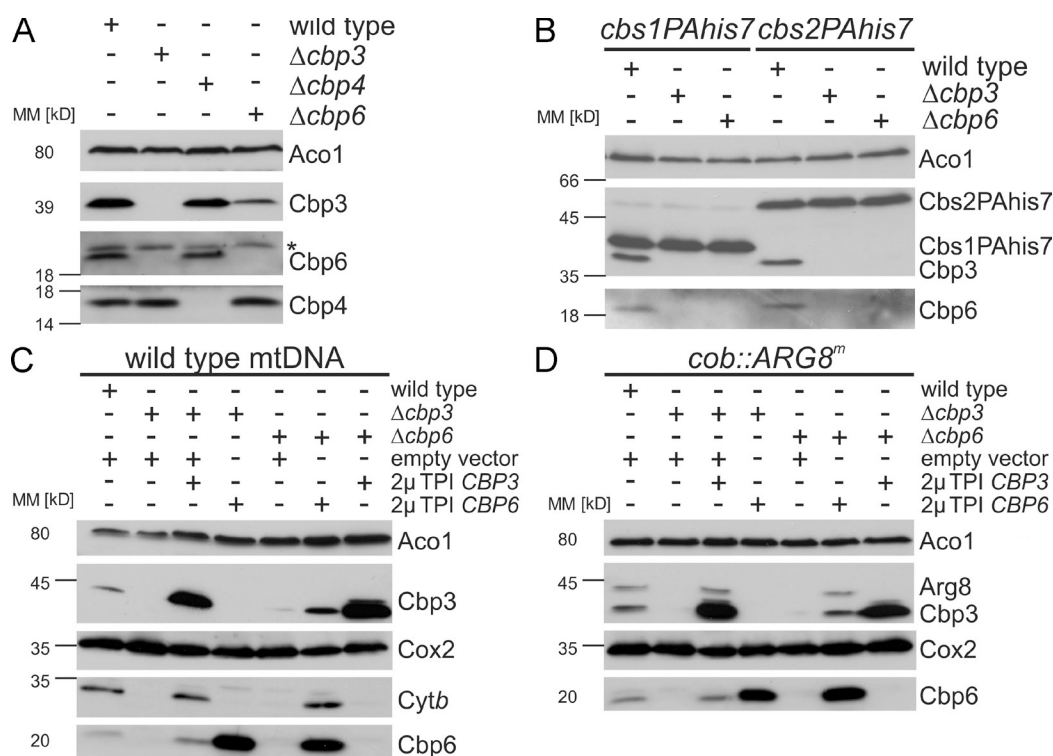 A
+ - - - wild type
- + - - Δcbp3
- - + - Δcbp4
- - - + Δcbp6
MM [kD]
80 Aco1
39 Cbp3
*
Cbp6
18
18 Cbp4
14
B
cbs1PAhis7 cbs2PAhis7
+ - - + - - wild type
- + - - + - Δcbp3
- - + - - + Δcbp6
MM [kD]
Aco1
66
Cbs2PAhis7
45
Cbs1PAhis7
Cbp3
35
18 Cbp6
C
wild type mtDNA
+ - - - - - - wild type
- + + + - - - Δcbp3
- - - - + + + Δcbp6
+ + + - + - - empty vector
- - + - - - + 2μ TPI CBP3
- - - + - + - 2μ TPI CBP6
MM [kD]
80 Aco1
45
Cbp3
35 Cox2
35
Cytb
20 Cbp6
D
cob::ARG8ᵐ
+ - - - - - - wild type
- + + + - - - Δcbp3
- - - - + + + Δcbp6
+ + + - + - - empty vector
- - + - - - + 2μ TPI CBP3
- - - + - + - 2μ TPI CBP6
MM [kD]
80 Aco1
45 Arg8
Cbp3
35 Cox2
20 Cbp6